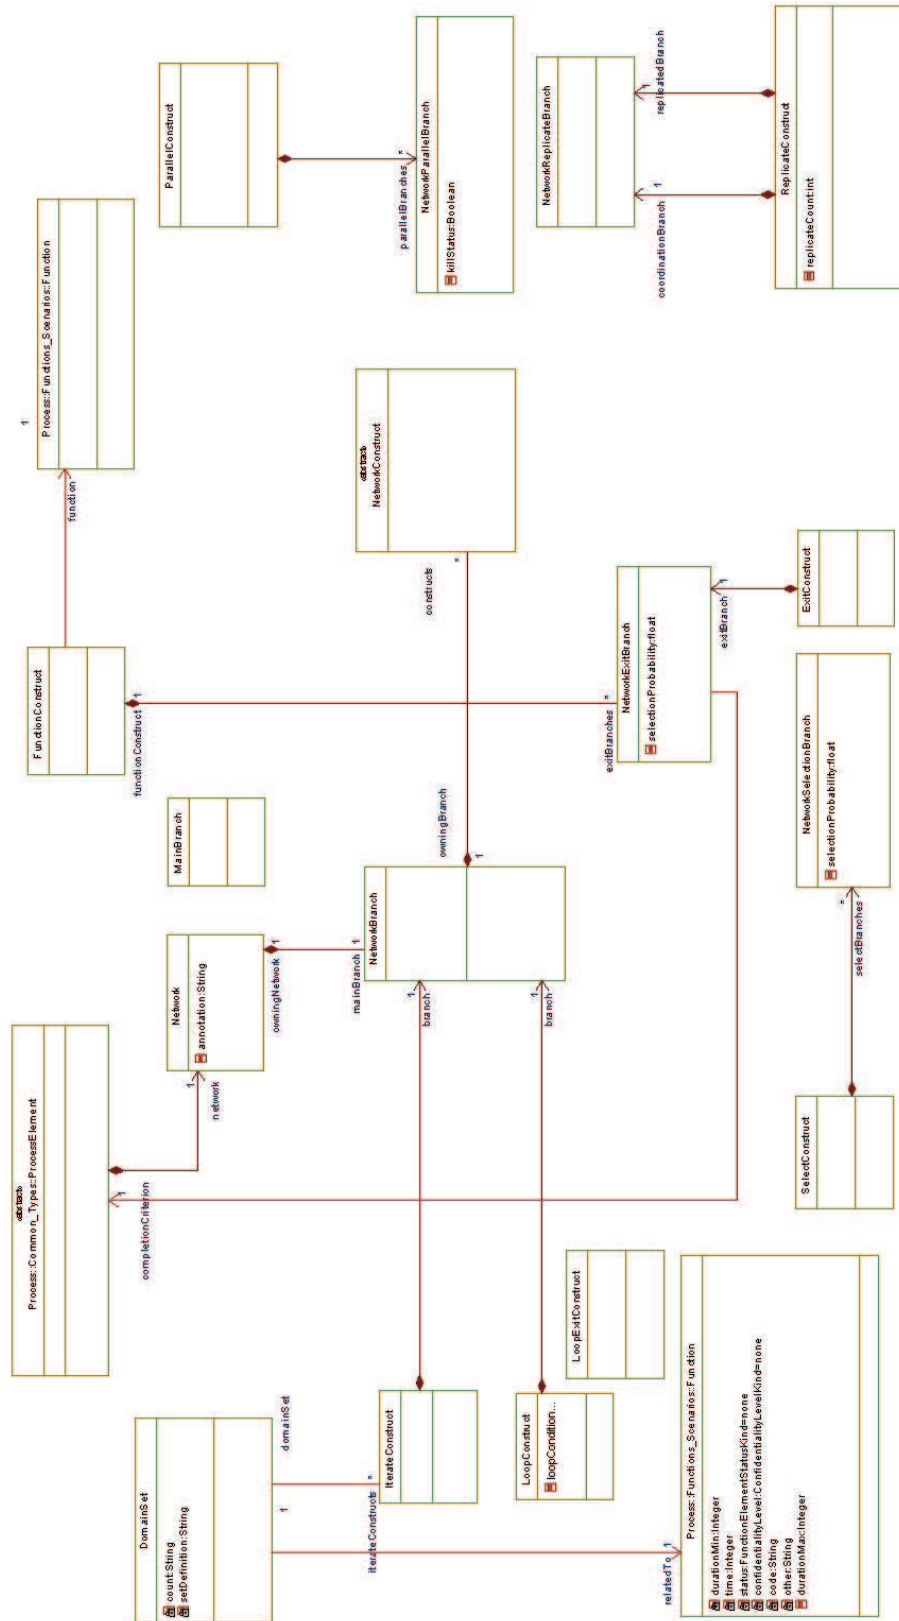 «abstract»
Process::Common_Types::ProcessElement
completionCriterion
1
1
network
Network
annotation:String
owningNetwork
1
mainBranch
1
NetworkBranch
MainBranch
FunctionConstruct
functionConstruct
1
function
1
Process::Functions_Scenarios::Function
ParallelConstruct
parallelBranches
*
NetworkParallelBranch
killStatus:Boolean
DomainSet
count:String
setDefinition:String
domainSet
1
iterateConstructs
*
IterateConstruct
1
branch
LoopConstruct
loopCondition...
1
branch
LoopExitConstruct
owningBranch
1
constructs
*
«abstract»
NetworkConstruct
exitBranches
*
NetworkExitBranch
selectionProbability:float
exitBranch
1
ExitConstruct
NetworkReplicateBranch
coordinationBranch
1
replicatedBranch
1
ReplicateConstruct
replicateCount:int
relatedTo
1
Process::Functions_Scenarios::Function
durationMin:Integer
time:Integer
status:FunctionElementStatusKind=none
confidentialityLevel:ConfidentialityLevelKind=none
code:String
other:String
durationMax:Integer
SelectConstruct
selectBranches
*
NetworkSelectionBranch
selectionProbability:float